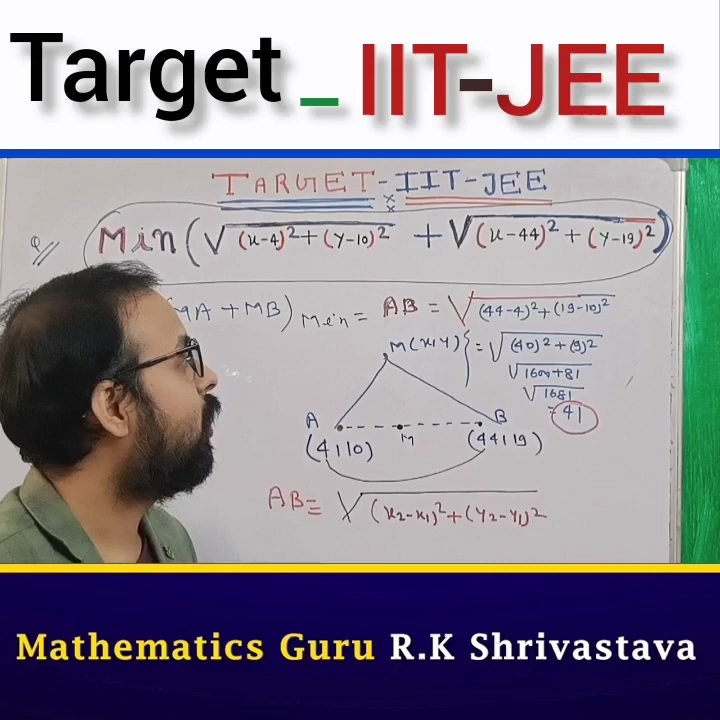 Target _ IIT-JEE
TARGET-IIT-JEE
Q
Min(√(x-4)²+(y-10)² + √(x-44)²+(y-19)²)
MA + MB) Min = AB = √(44-4)²+(19-10)²
M(x,y) { = √(40)²+(9)²
√1600+81
√1681
= 41
A B
M
(4,10) (44,19)
AB = √(x₂-x₁)²+(y₂-y₁)²
Mathematics Guru R.K Shrivastava